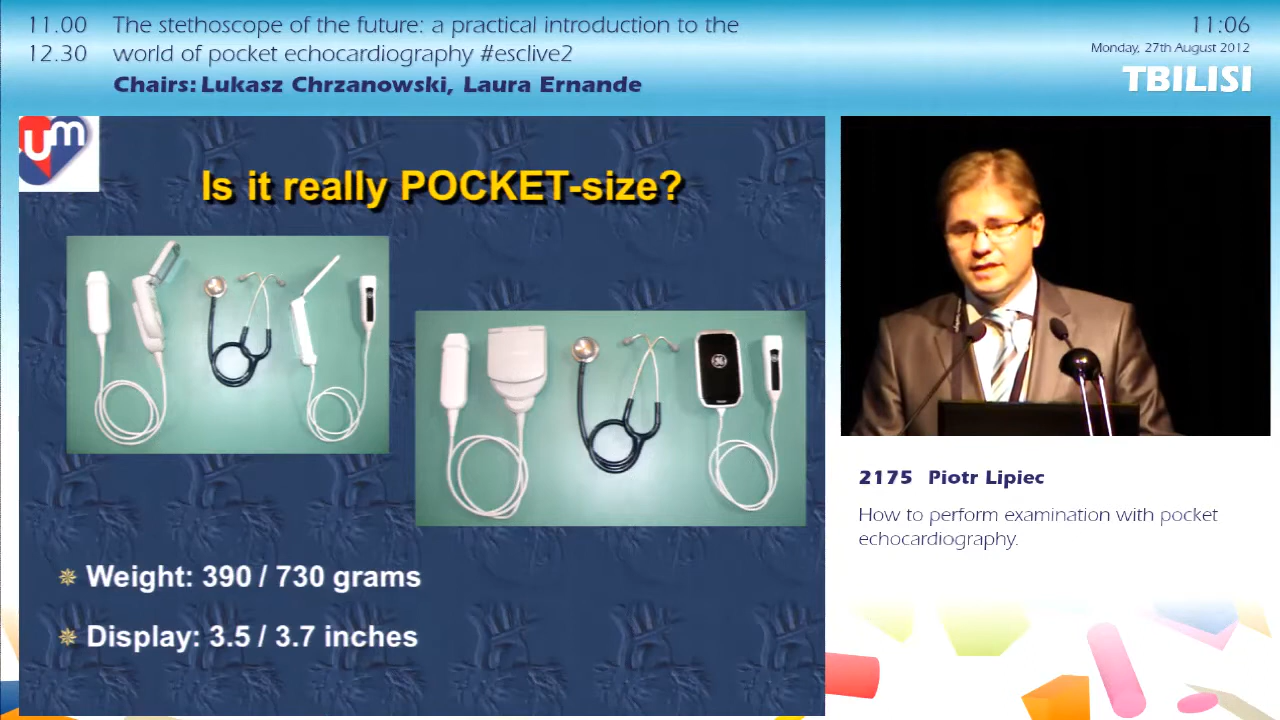 11.00 The stethoscope of the future: a practical introduction to the
12.30 world of pocket echocardiography #esclive2
Chairs: Lukasz Chrzanowski, Laura Ernande
11:06
Monday, 27th August 2012
TBILISI
um
Is it really POCKET-size?
Weight: 390 / 730 grams
Display: 3.5 / 3.7 inches
2175 Piotr Lipiec
How to perform examination with pocket
echocardiography.